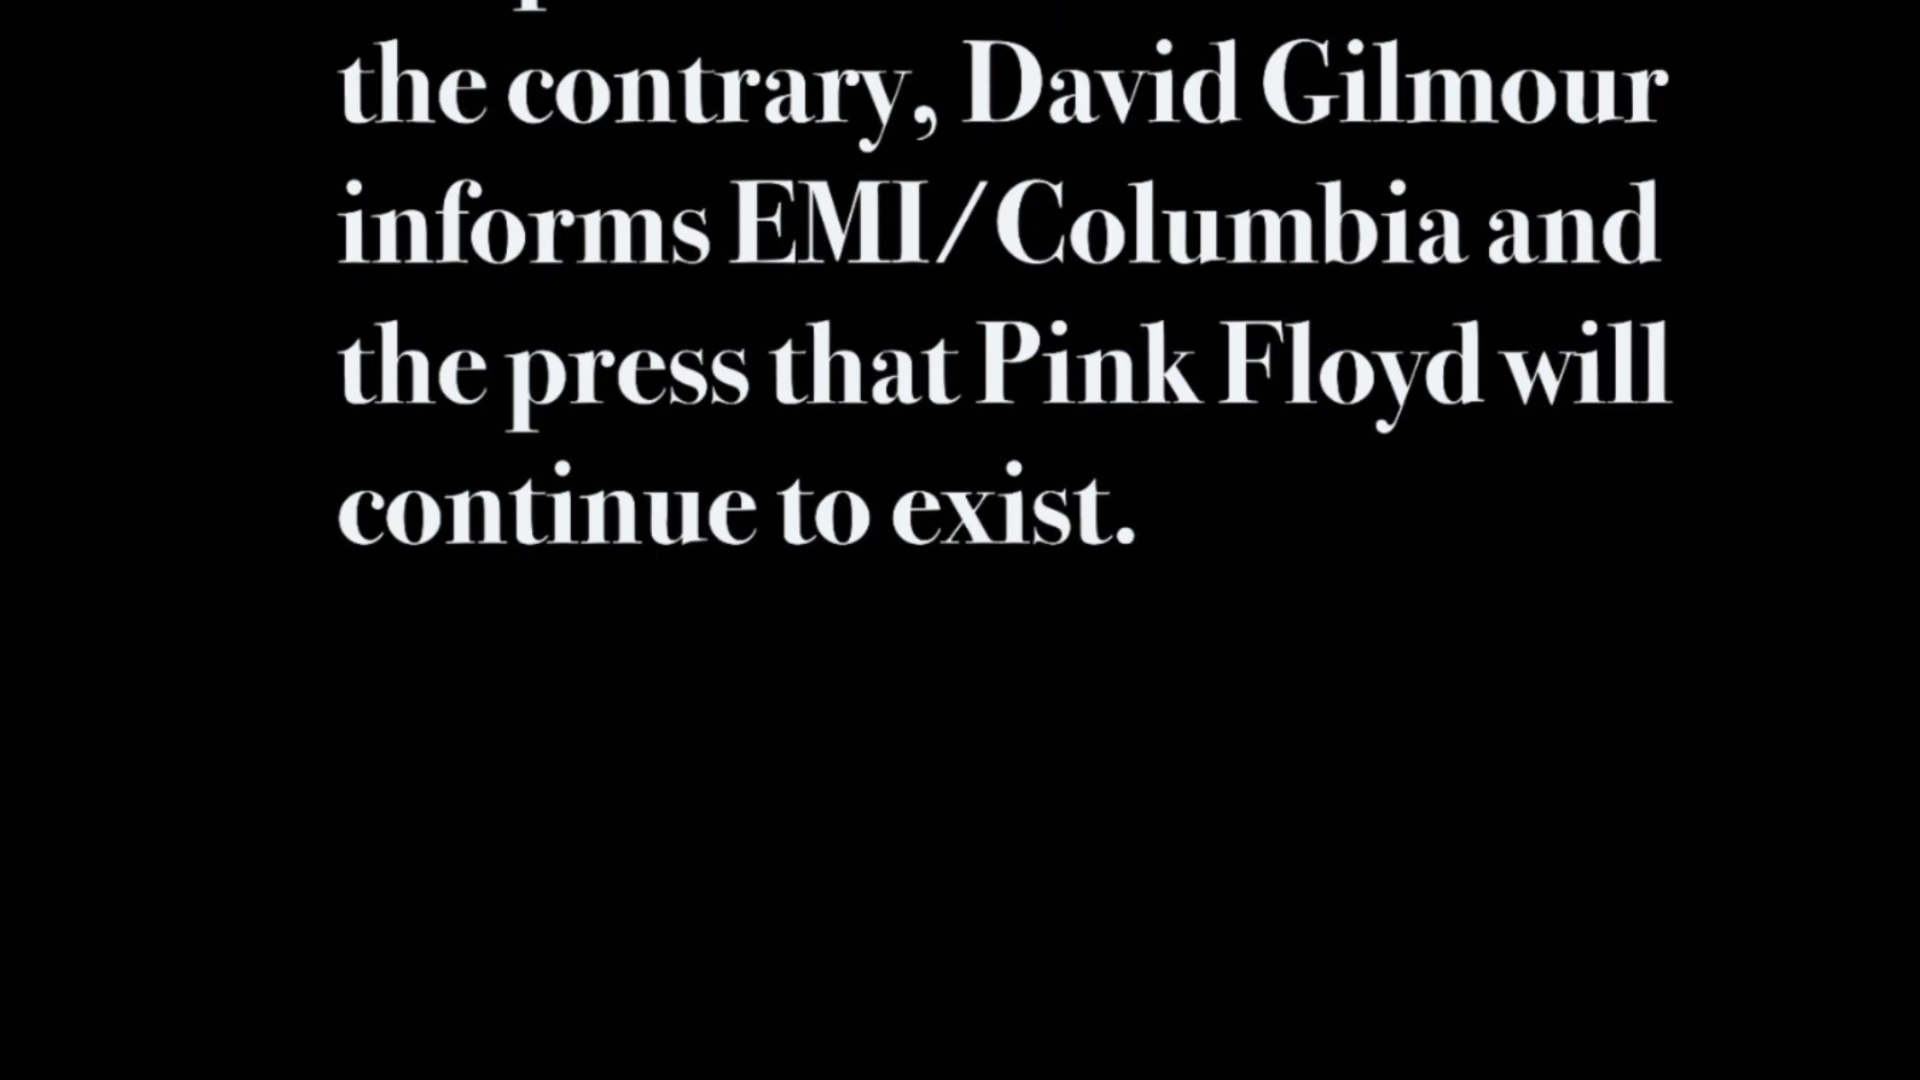 the contrary, David Gilmour
informs EMI/Columbia and
the press that Pink Floyd will
continue to exist.